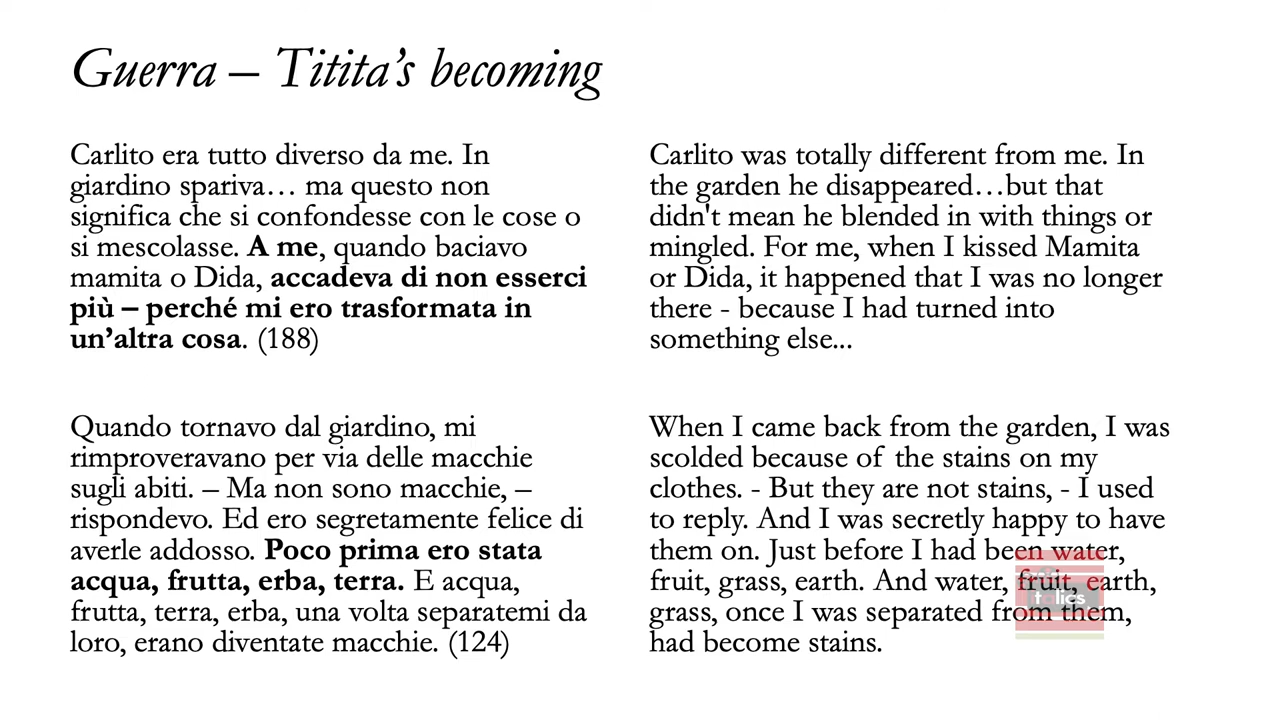 Guerra – Titita’s becoming
Carlito era tutto diverso da me. In
giardino spariva… ma questo non
significa che si confondesse con le cose o
si mescolasse. A me, quando baciavo
mamita o Dida, accadeva di non esserci
più – perché mi ero trasformata in
un’altra cosa. (188)
Quando tornavo dal giardino, mi
rimproveravano per via delle macchie
sugli abiti. – Ma non sono macchie, –
rispondevo. Ed ero segretamente felice di
averle addosso. Poco prima ero stata
acqua, frutta, erba, terra. E acqua,
frutta, terra, erba, una volta separatemi da
loro, erano diventate macchie. (124)
Carlito was totally different from me. In
the garden he disappeared…but that
didn't mean he blended in with things or
mingled. For me, when I kissed Mamita
or Dida, it happened that I was no longer
there - because I had turned into
something else...
When I came back from the garden, I was
scolded because of the stains on my
clothes. - But they are not stains, - I used
to reply. And I was secretly happy to have
them on. Just before I had been water,
fruit, grass, earth. And water, fruit, earth,
grass, once I was separated from them,
had become stains.